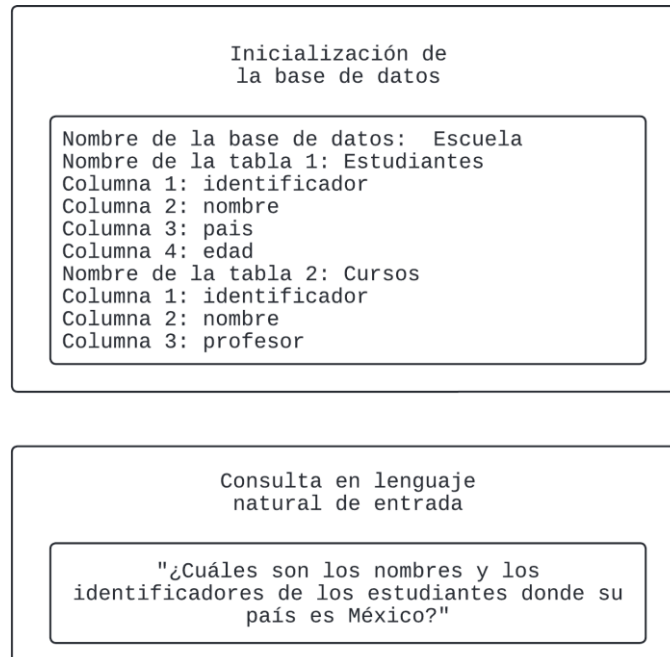 Inicialización de
la base de datos
Nombre de la base de datos: Escuela
Nombre de la tabla 1: Estudiantes
Columna 1: identificador
Columna 2: nombre
Columna 3: pais
Columna 4: edad
Nombre de la tabla 2: Cursos
Columna 1: identificador
Columna 2: nombre
Columna 3: profesor
Consulta en lenguaje
natural de entrada
"¿Cuáles son los nombres y los
identificadores de los estudiantes donde su
país es México?"